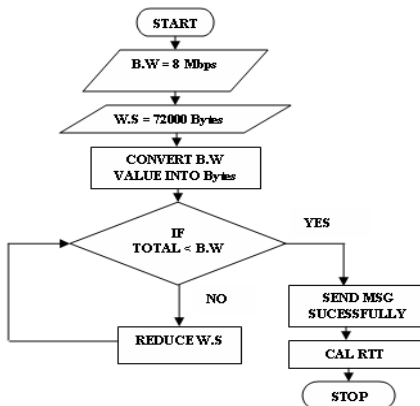 START
B.W = 8 Mbps
W.S = 72000 Bytes
CONVERT B.W
VALUE INTO Bytes
IF
TOTAL < B.W
YES
NO
REDUCE W.S
SEND MSG
SUCESSFULLY
CAL RTT
STOP